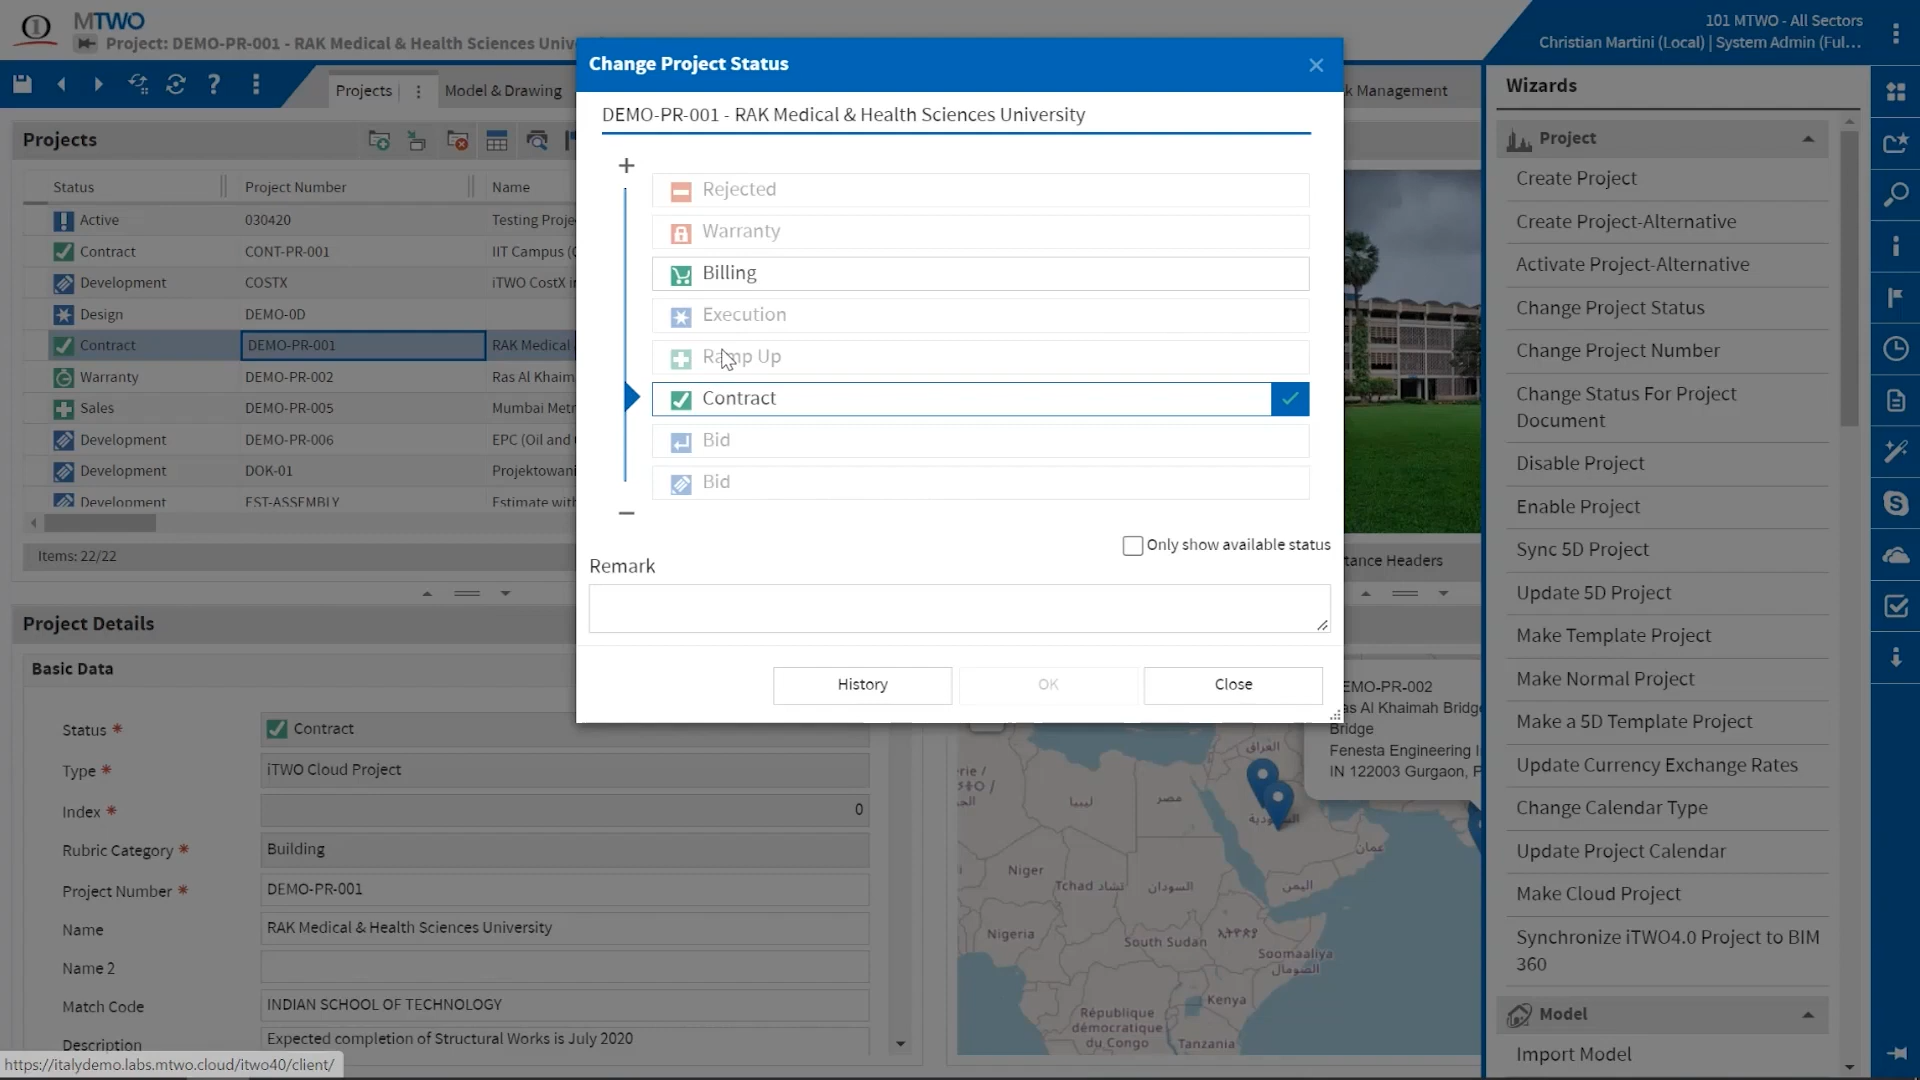 MTWO
Project: DEMO-PR-001 - RAK Medical & Health Sciences
101 MTWO - All Sectors
Christian Martini (Local) | System Admin (Ful...
Projects
Model & Drawing
Management
Projects
Status
Project Number
Name
Active
030420
Testing
Contract
CONT-PR-001
IIT Campus
Development
COSTX
iTWO CostX
Design
DEMO-0D
Contract
DEMO-PR-001
RAK Medical
Warranty
DEMO-PR-002
Ras Al Khaim
Sales
DEMO-PR-005
Mumbai Metr
Development
DEMO-PR-006
EPC (Oil and
Development
DOK-01
Projektowani
Development
EST-ASSEMBLY
Estimate with
Items: 22/22
Project Details
Basic Data
Status *
Contract
Type *
iTWO Cloud Project
Index *
0
Rubric Category *
Building
Project Number *
DEMO-PR-001
Name
RAK Medical & Health Sciences University
Name 2
Match Code
INDIAN SCHOOL OF TECHNOLOGY
Description
Expected completion of Structural Works is July 2020
https://italydemo.labs.mtwo.cloud/itwo40/client/
Change Project Status
DEMO-PR-001 - RAK Medical & Health Sciences University
+
Rejected
Warranty
Billing
Execution
Ramp Up
Contract
Bid
Bid
−
Only show available status
Remark
History
OK
Close
tance Headers
EMO-PR-002
as Al Khaimah Bridg
Bridge
Fenesta Engineering
IN 122003 Gurgaon,
العراق
ليبيا
مصر
السعودية
عمان
Niger
Tchad تشاد
السودان
اليمن
Nigeria
South Sudan
ኢትዮጵያ
Soomaaliya
الصومال
Kenya
République
démocratique
du Congo
Tanzania
Wizards
Project
Create Project
Create Project-Alternative
Activate Project-Alternative
Change Project Status
Change Project Number
Change Status For Project
Document
Disable Project
Enable Project
Sync 5D Project
Update 5D Project
Make Template Project
Make Normal Project
Make a 5D Template Project
Update Currency Exchange Rates
Change Calendar Type
Update Project Calendar
Make Cloud Project
Synchronize iTWO4.0 Project to BIM
360
Model
Import Model